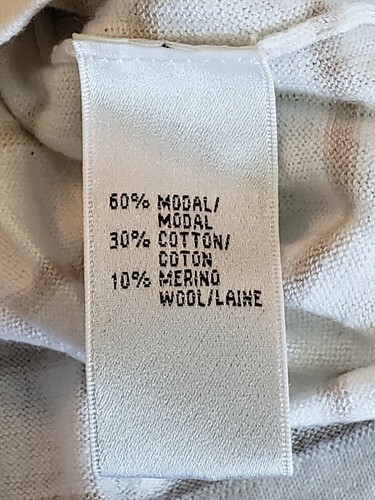 60% MODAL/
MODAL
30% COTTON/
COTON
10% MERINO
WOOL/LAINE